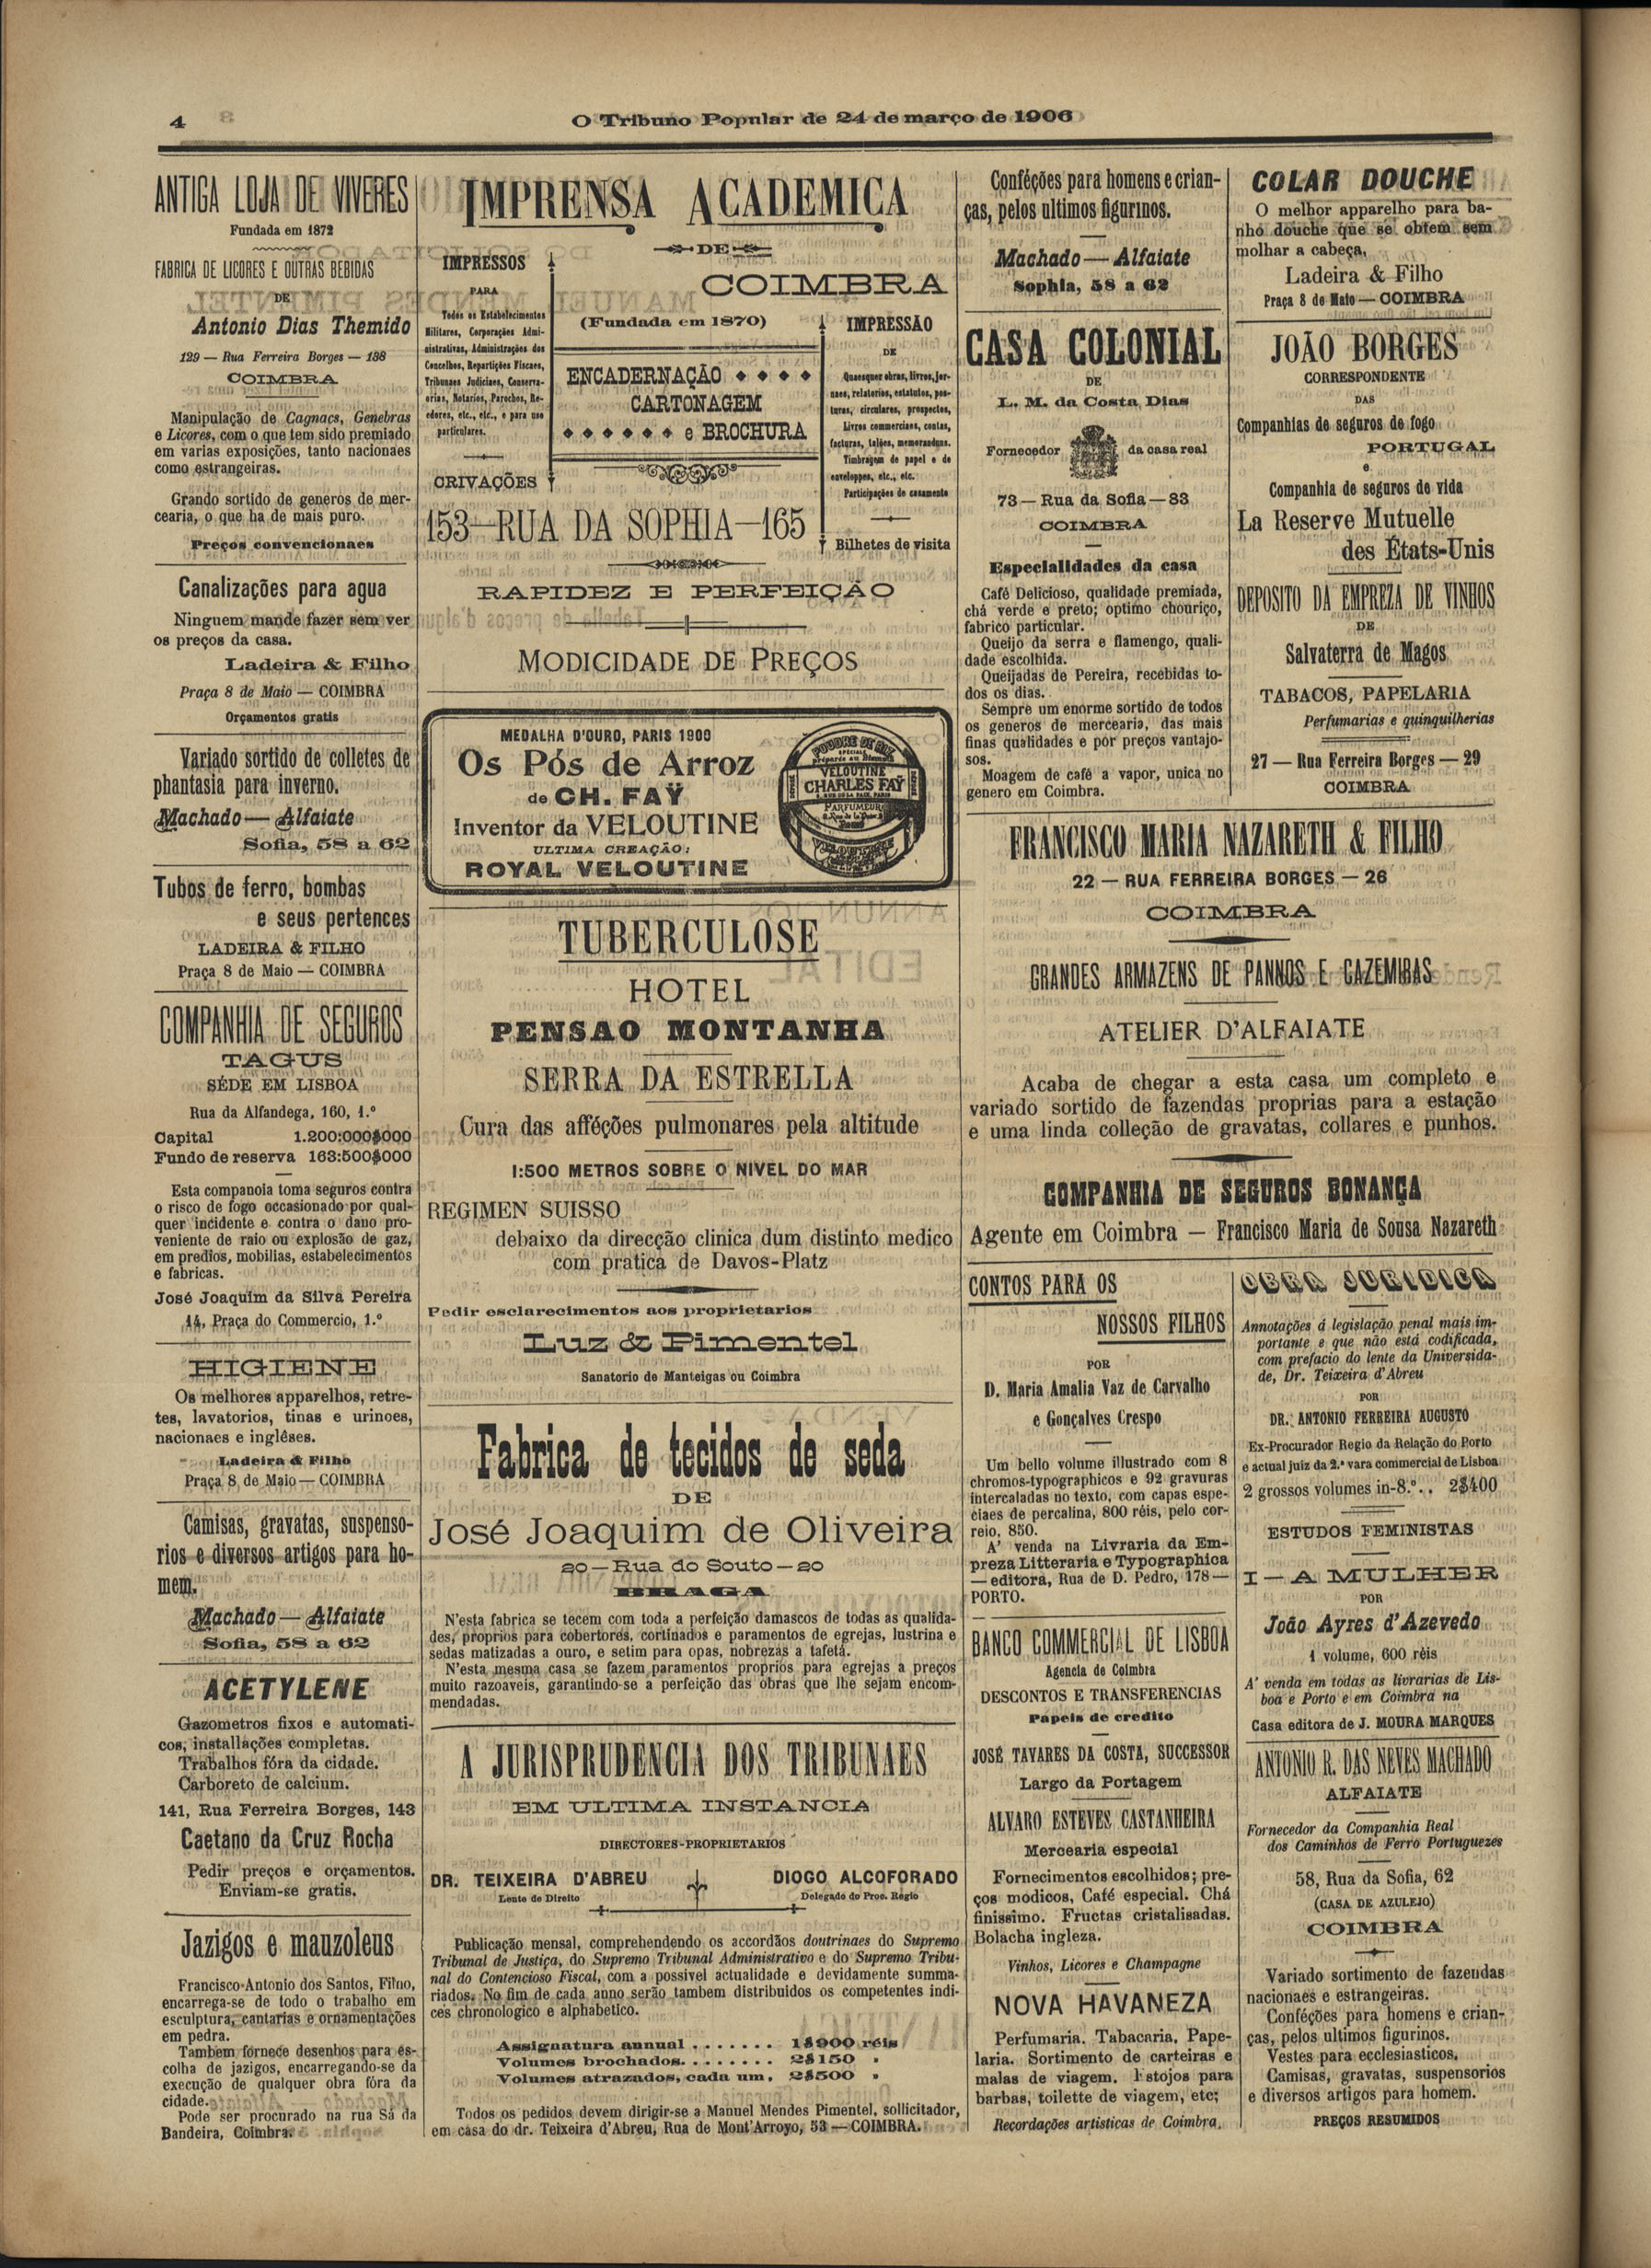 4
O Tribuno Popular de 24 de março de 1906
ANTIGA LOJA DE VIVERES
Fundada em 1872
FABRICA DE LICORES E OUTRAS BEBIDAS
DE
Antonio Dias Themido
129 — Rua Ferreira Borges — 138
COIMBRA
Manipulação de Cagnacs, Genebras
e Licores, com o que tem sido premiado
em varias exposições, tanto nacionaes
como estrangeiras.
Grando sortido de generos de mer-
cearia, o que ha de mais puro.
Preços convencionaes
Canalizações para agua
Ninguem mande fazer sem ver
os preços da casa.
Ladeira & Filho
Praça 8 de Maio — COIMBRA
Orçamentos gratis
Variado sortido de colletes de
phantasia para inverno.
Machado — Alfaiate
Sofia, 58 a 62
Tubos de ferro, bombas
e seus pertences
LADEIRA & FILHO
Praça 8 de Maio — COIMBRA
COMPANHIA DE SEGUROS
TAGUS
SÉDE EM LISBOA
Rua da Alfandega, 160, 1.º
Capital 1.200:000$000
Fundo de reserva 163:500$000
Esta companoia toma seguros contra
o risco de fogo occasionado por qual-
quer incidente e contra o dano pro-
veniente de raio ou explosão de gaz,
em predios, mobilias, estabelecimentos
e fabricas.
José Joaquim da Silva Pereira
14, Praça do Commercio, 1.º
HIGIENE
Os melhores apparelhos, retre-
tes, lavatorios, tinas e urinoes,
nacionaes e inglêses.
Ladeira & Filho
Praça 8 de Maio — COIMBRA
Camisas, gravatas, suspenso-
rios e diversos artigos para ho-
mem.
Machado — Alfaiate
Sofia, 58 a 62
ACETYLENE
Gazometros fixos e automati-
cos, installações completas.
Trabalhos fóra da cidade.
Carboreto de calcium.
141, Rua Ferreira Borges, 143
Caetano da Cruz Rocha
Pedir preços e orçamentos.
Enviam-se gratis.
Jazigos e mauzoleus
Francisco Antonio dos Santos, Filho,
encarrega-se de todo o trabalho em
esculptura, cantarias e ornamentações
em pedra.
Tambem fornece desenhos para es-
colha de jazigos, encarregando-se da
execução de qualquer obra fóra da
cidade.
Pode ser procurado na rua Sá da
Bandeira, Coimbra.
IMPRENSA ACADEMICA
DE
COIMBRA
(Fundada em 1870)
IMPRESSOS
PARA
Todos os Estabelecimentos
Militares, Corporações Admi-
nistrativas, Administrações dos
Concelhos, Repartições Fiscaes,
Tribunaes Judiciaes, Conserva-
orias, Notarios, Parochos, Re-
edores, etc., etc., e para uso
particulares.
CRIVAÇÕES
ENCADERNAÇÃO
CARTONAGEM
e BROCHURA
IMPRESSÃO
DE
Quaesquer obras, livros, jor-
naes, relatorios, estatutos, pos-
turas, circulares, prospectos,
Livros commerciaes, contas,
facturas, talões, memorandums.
Timbragem de papel e de
enveloppes, etc., etc.
Participações de casamento
Bilhetes de visita
153—RUA DA SOPHIA—165
RAPIDEZ E PERFEIÇÃO
MODICIDADE DE PREÇOS
MEDALHA D'OURO, PARIS 1900
Os Pós de Arroz
de CH. FAŸ
Inventor da VELOUTINE
ULTIMA CREAÇÃO:
ROYAL VELOUTINE
POUDRE DE RIZ
VELOUTINE
CHARLES FAŸ
PARFUMEUR
TUBERCULOSE
HOTEL
PENSAO MONTANHA
SERRA DA ESTRELLA
Cura das afféções pulmonares pela altitude
1:500 METROS SOBRE O NIVEL DO MAR
REGIMEN SUISSO
debaixo da direcção clinica dum distinto medico
com pratica de Davos-Platz
Pedir esclarecimentos aos proprietarios
Luz & Pimentel
Sanatorio de Manteigas ou Coimbra
Fabrica de tecidos de seda
DE
José Joaquim de Oliveira
20 — Rua do Souto — 20
BRAGA
N'esta fabrica se tecem com toda a perfeição damascos de todas as qualida-
des, proprios para cobertores, cortinados e paramentos de egrejas, lustrina e
sedas matizadas a ouro, e setim para opas, nobrezas a tafetá.
N'esta mesma casa se fazem paramentos proprios para egrejas a preços
muito razoaveis, garantindo-se a perfeição das obras que lhe sejam encom-
mendadas.
A JURISPRUDENCIA DOS TRIBUNAES
EM ULTIMA INSTANCIA
DIRECTORES-PROPRIETARIOS
DR. TEIXEIRA D'ABREU
Lente de Direito
DIOGO ALCOFORADO
Delegado do Proc. Regio
Publicação mensal, comprehendendo os accordãos doutrinaes do Supremo
Tribunal de Justiça, do Supremo Tribunal Administrativo e do Supremo Tribu-
nal do Contencioso Fiscal, com a possivel actualidade e devidamente summa-
riados. No fim de cada anno serão tambem distribuidos os competentes indi-
ces chronologico e alphabetico.
Assignatura annual . . . . . . . 1$900 réis
Volumes brochados. . . . . . . . 2$150 »
Volumes atrazados, cada um. 2$500 »
Todos os pedidos devem dirigir-se a Manuel Mendes Pimentel, sollicitador,
em casa do dr. Teixeira d'Abreu, Rua de Mont'Arroyo, 53 — COIMBRA.
Conféções para homens e crian-
ças, pelos ultimos figurinos.
Machado — Alfaiate
Sophia, 58 a 62
CASA COLONIAL
DE
L. M. da Costa Dias
Fornecedor da casa real
73 — Rua da Sofia — 83
COIMBRA
Especialidades da casa
Café Delicioso, qualidade premiada,
chá verde e preto; optimo chouriço,
fabrico particular.
Queijo da serra e flamengo, quali-
dade escolhida.
Queijadas de Pereira, recebidas to-
dos os dias.
Sempre um enorme sortido de todos
os generos de mercearia, das mais
finas qualidades e por preços vantajo-
sos.
Moagem de café a vapor, unica no
genero em Coimbra.
COLAR DOUCHE
O melhor apparelho para ba-
nho douche que se obtem sem
molhar a cabeça.
Ladeira & Filho
Praça 8 de Maio — COIMBRA
JOÃO BORGES
CORRESPONDENTE
DAS
Companhias de seguros de fogo
PORTUGAL
e
Companhia de seguros de vida
La Reserve Mutuelle
des États-Unis
DEPOSITO DA EMPREZA DE VINHOS
DE
Salvaterra de Magos
TABACOS, PAPELARIA
Perfumarias e quinquilherias
27 — Rua Ferreira Borges — 29
COIMBRA
FRANCISCO MARIA NAZARETH & FILHO
22 — RUA FERREIRA BORGES — 26
COIMBRA
GRANDES ARMAZENS DE PANNOS E CAZEMIRAS
ATELIER D'ALFAIATE
Acaba de chegar a esta casa um completo e
variado sortido de fazendas proprias para a estação
e uma linda colleção de gravatas, collares e punhos.
COMPANHIA DE SEGUROS BONANÇA
Agente em Coimbra — Francisco Maria de Sousa Nazareth
CONTOS PARA OS
NOSSOS FILHOS
POR
D. Maria Amalia Vaz de Carvalho
e Gonçalves Crespo
Um bello volume illustrado com 8
chromos-typographicos e 92 gravuras
intercaladas no texto, com capas espe-
ciaes de percalina, 800 réis, pelo cor-
reio, 850.
A' venda na Livraria da Em-
preza Litteraria e Typographica
— editora, Rua de D. Pedro, 178 —
PORTO.
BANCO COMMERCIAL DE LISBOA
Agencia de Coimbra
DESCONTOS E TRANSFERENCIAS
Papeis de credito
JOSÉ TAVARES DA COSTA, SUCCESSOR
Largo da Portagem
ALVARO ESTEVES CASTANHEIRA
Mercearia especial
Fornecimentos escolhidos; pre-
ços modicos, Café especial. Chá
finissimo. Fructas cristalisadas.
Bolacha ingleza.
Vinhos, Licores e Champagne
NOVA HAVANEZA
Perfumaria. Tabacaria. Pape-
laria. Sortimento de carteiras e
malas de viagem. Estojos para
barbas, toilette de viagem, etc;
Recordações artisticas de Coimbra.
OBRA JURIDICA
Annotações á legislação penal mais im-
portante e que não está codificada,
com prefacio do lente da Universida-
de, Dr. Teixeira d'Abreu
POR
DR. ANTONIO FERREIRA AUGUSTO
Ex-Procurador Regio da Relação do Porto
e actual juiz da 2.ª vara commercial de Lisboa
2 grossos volumes in-8.º . . 2$400
ESTUDOS FEMINISTAS
I — A MULHER
POR
João Ayres d'Azevedo
1 volume, 600 réis
A' venda em todas as livrarias de Lis-
boa e Porto e em Coimbra na
Casa editora de J. MOURA MARQUES
ANTONIO R. DAS NEVES MACHADO
ALFAIATE
Fornecedor da Companhia Real
dos Caminhos de Ferro Portuguezes
58, Rua da Sofia, 62
(CASA DE AZULEJO)
COIMBRA
Variado sortimento de fazendas
nacionaes e estrangeiras.
Conféções para homens e crian-
ças, pelos ultimos figurinos.
Vestes para ecclesiasticos.
Camisas, gravatas, suspensorios
e diversos artigos para homem.
PREÇOS RESUMIDOS